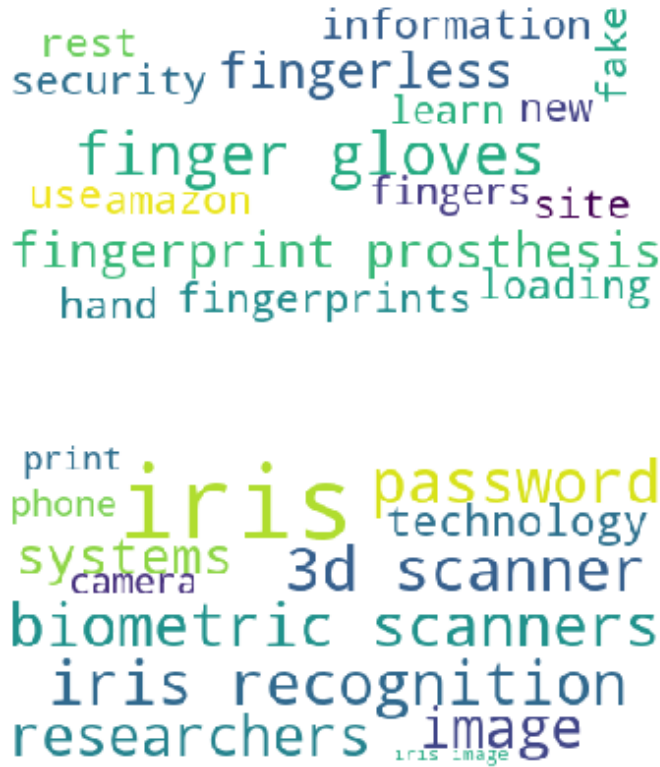 information
rest
fake
security fingerless
learn new
finger gloves
use amazon fingers site
fingerprint prosthesis
hand fingerprints loading
print
iris password
phone
technology
systems 3d scanner
camera
biometric scanners
iris recognition
researchers image
iris image